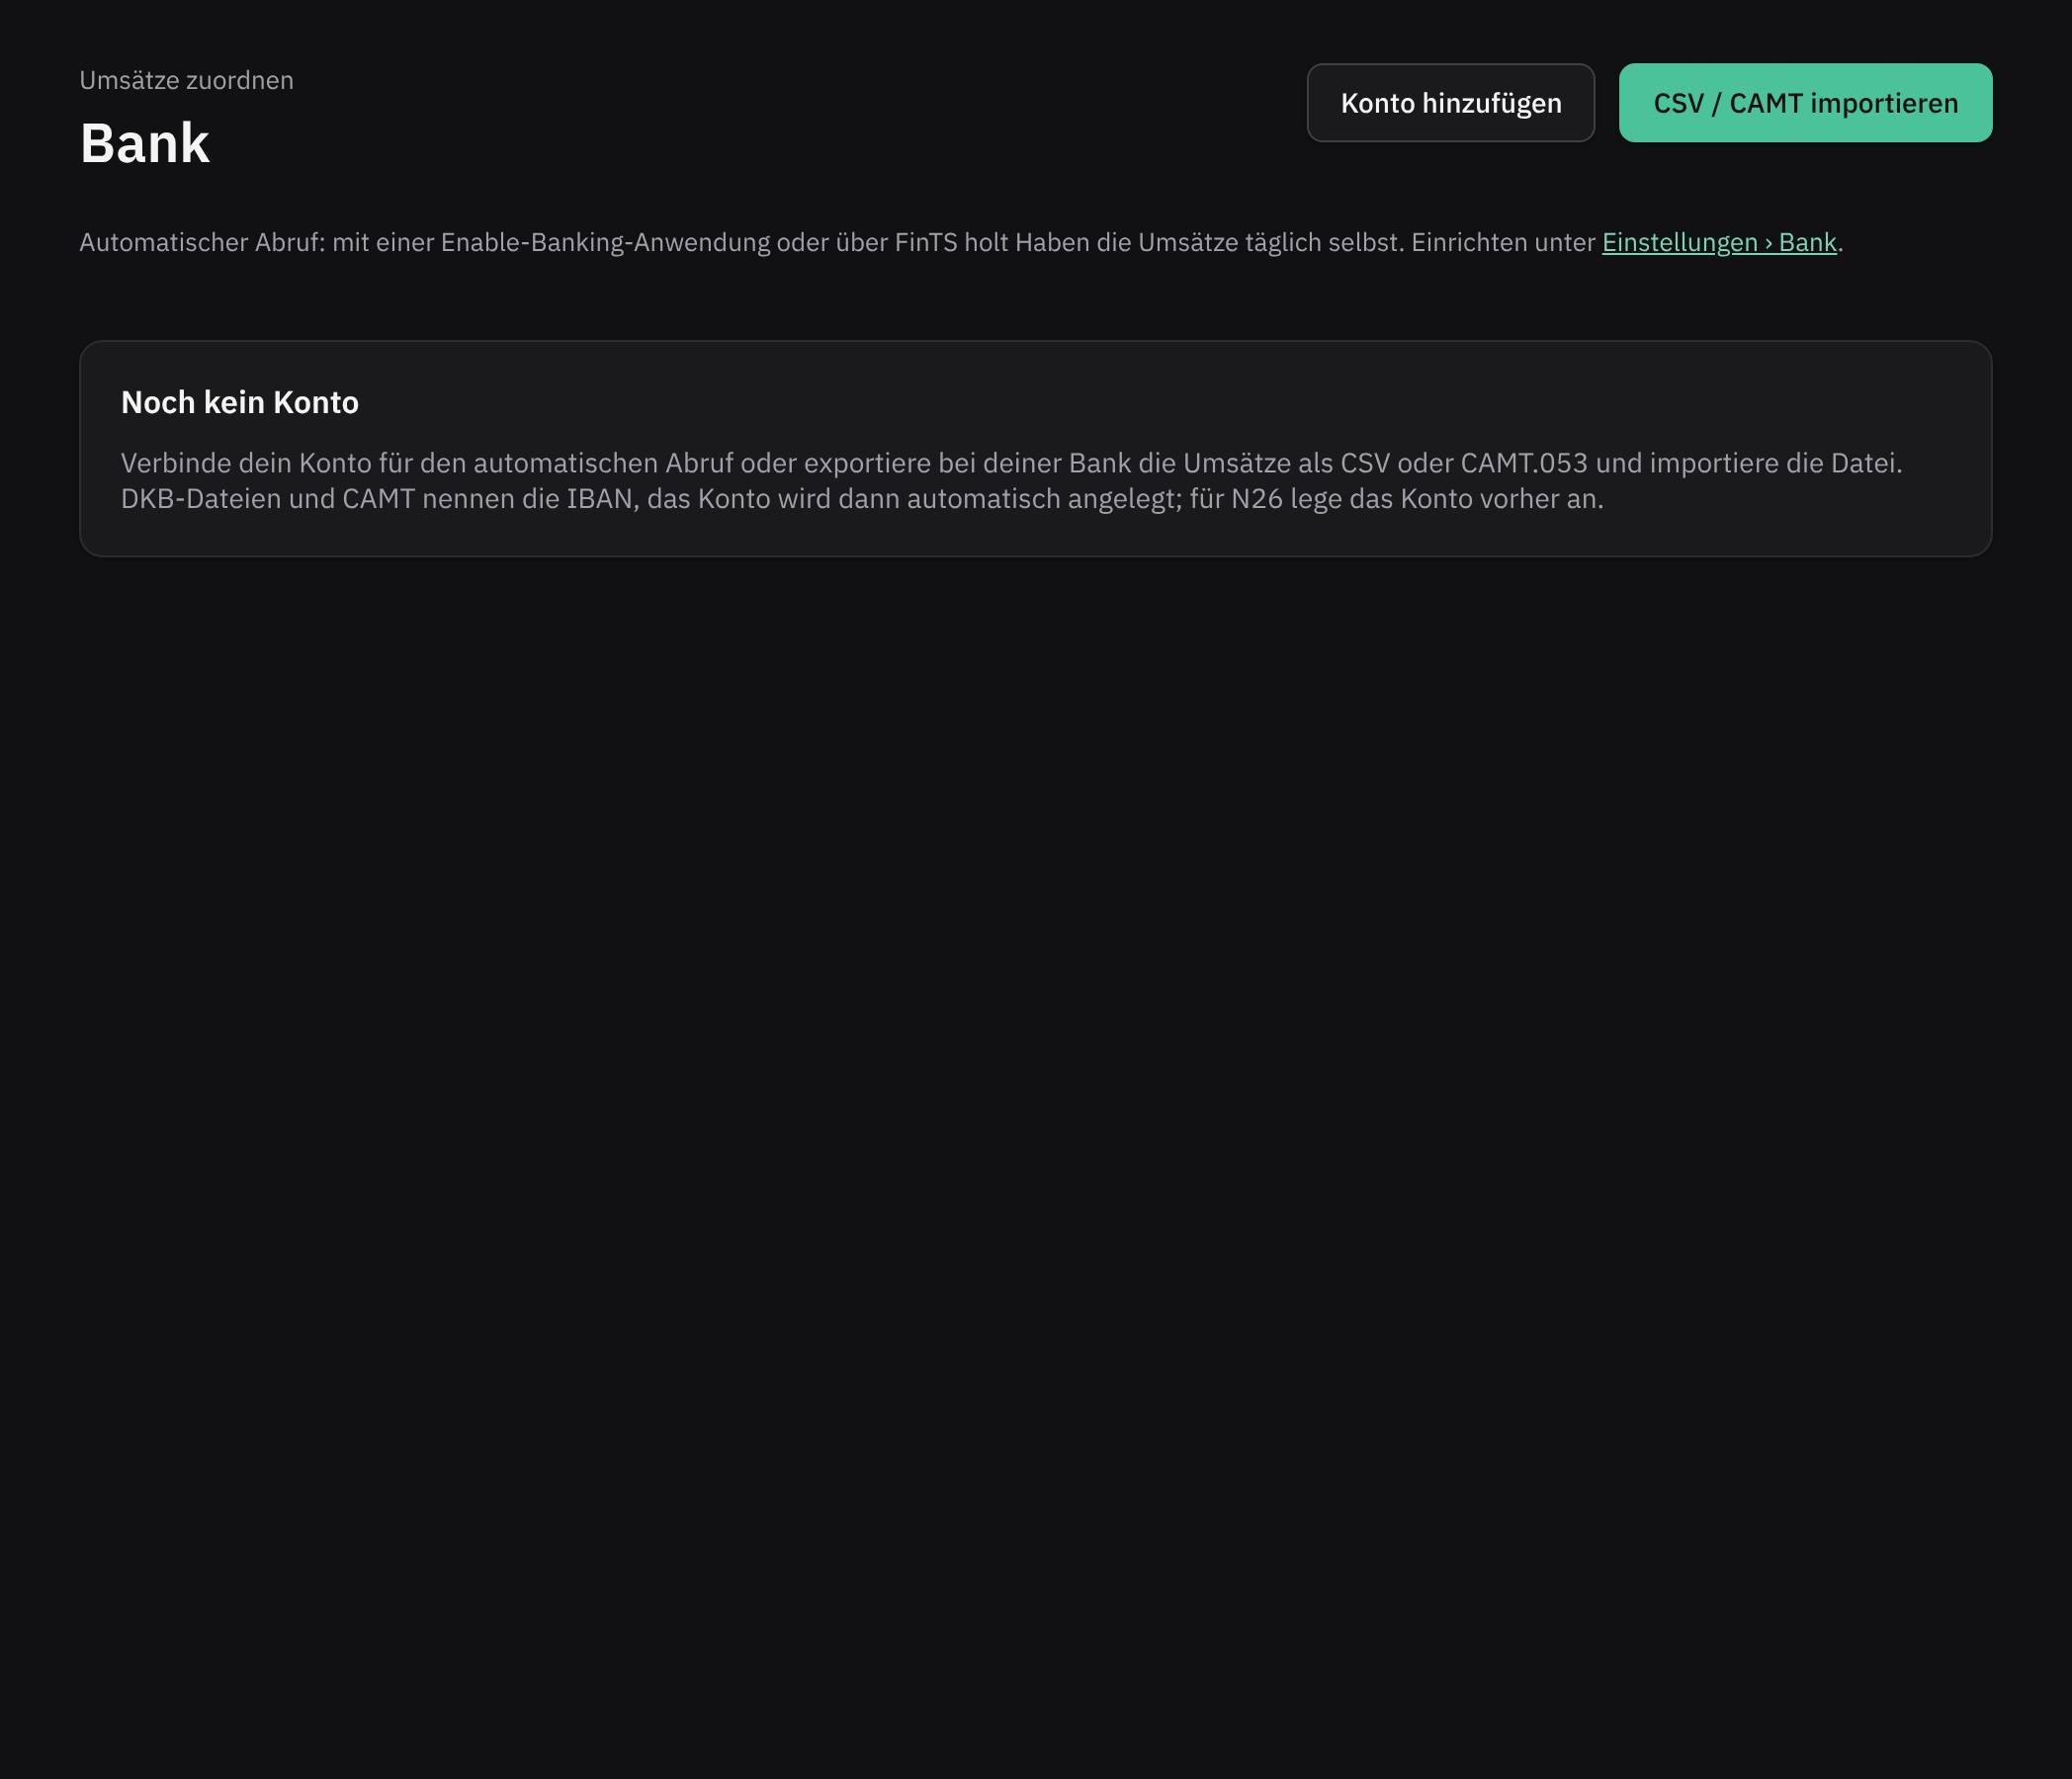 Umsätze zuordnen
Bank
Konto hinzufügen
CSV / CAMT importieren
Automatischer Abruf: mit einer Enable-Banking-Anwendung oder über FinTS holt Haben die Umsätze täglich selbst. Einrichten unter Einstellungen › Bank.
Noch kein Konto
Verbinde dein Konto für den automatischen Abruf oder exportiere bei deiner Bank die Umsätze als CSV oder CAMT.053 und importiere die Datei.
DKB-Dateien und CAMT nennen die IBAN, das Konto wird dann automatisch angelegt; für N26 lege das Konto vorher an.